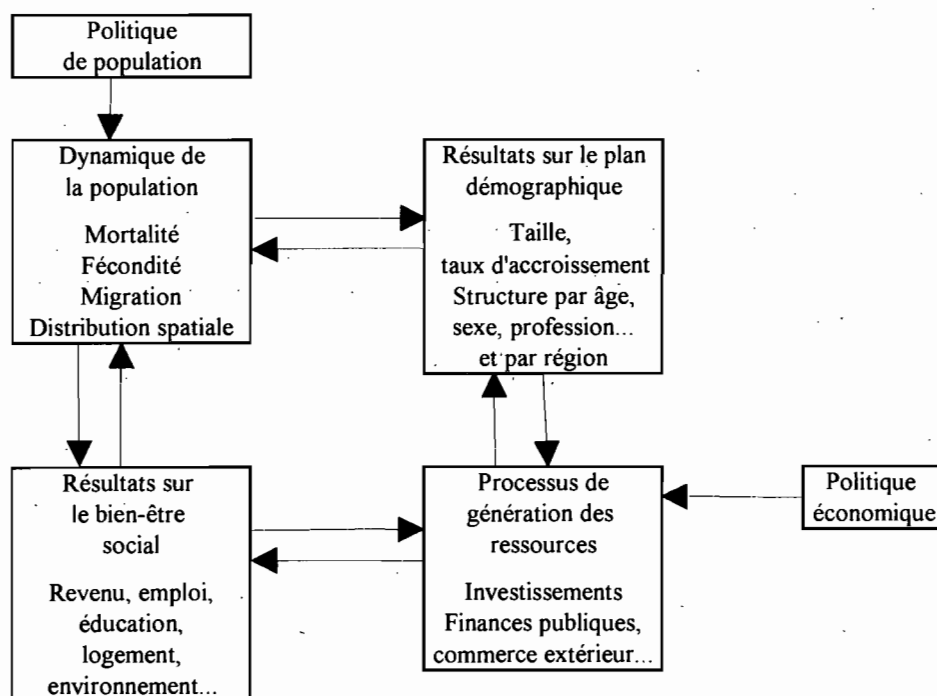 Politique
de population
Dynamique de
la population
Mortalité
Fécondité
Migration
Distribution spatiale
Résultats sur le plan
démographique
Taille,
taux d'accroissement
Structure par âge,
sexe, profession...
et par région
Résultats sur
le bien-être
social
Revenu, emploi,
éducation,
logement,
environnement...
Processus de
génération des
ressources
Investissements
Finances publiques,
commerce extérieur...
Politique
économique